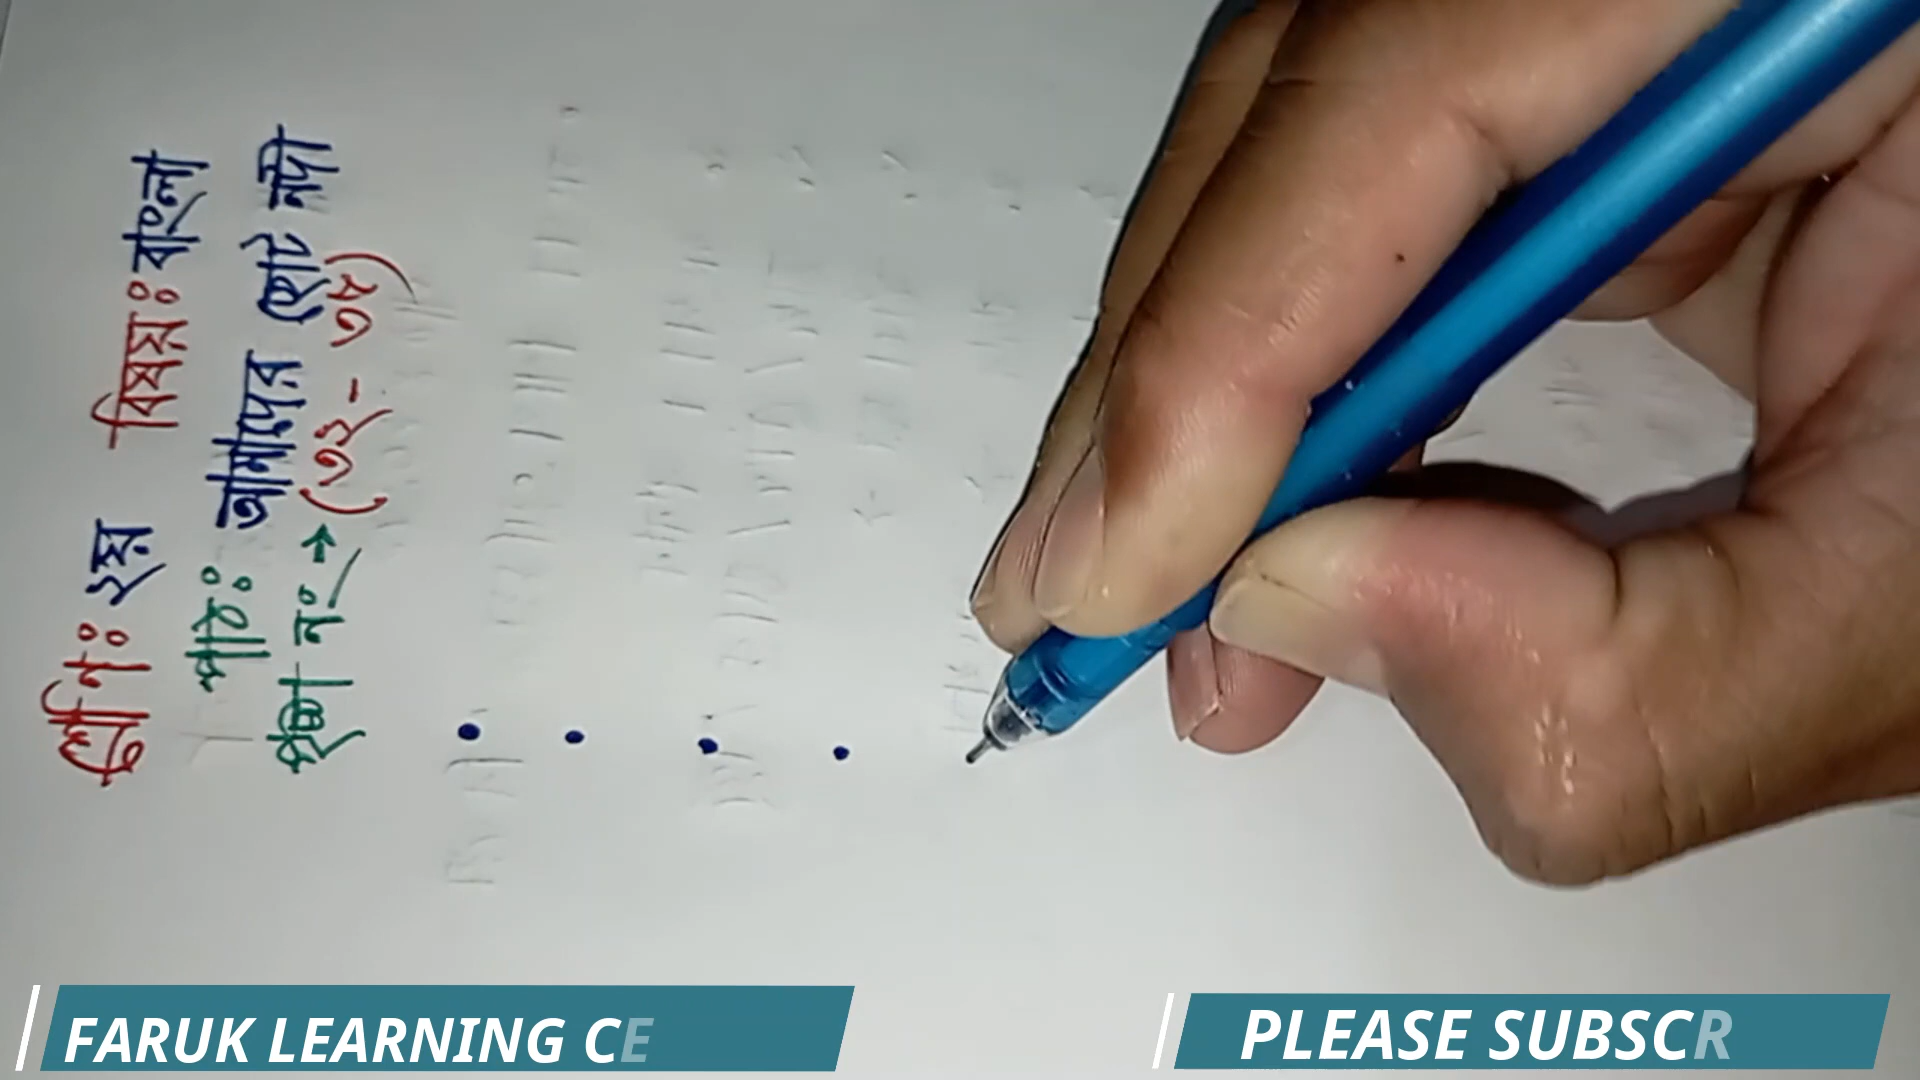 শ্রেণিঃ ২য় বিষয়ঃ বাংলা
পাঠঃ আমাদের ছোট নদী
পৃষ্ঠা নং → (৩২ - ৩৮)
FARUK LEARNING CE
PLEASE SUBSCR